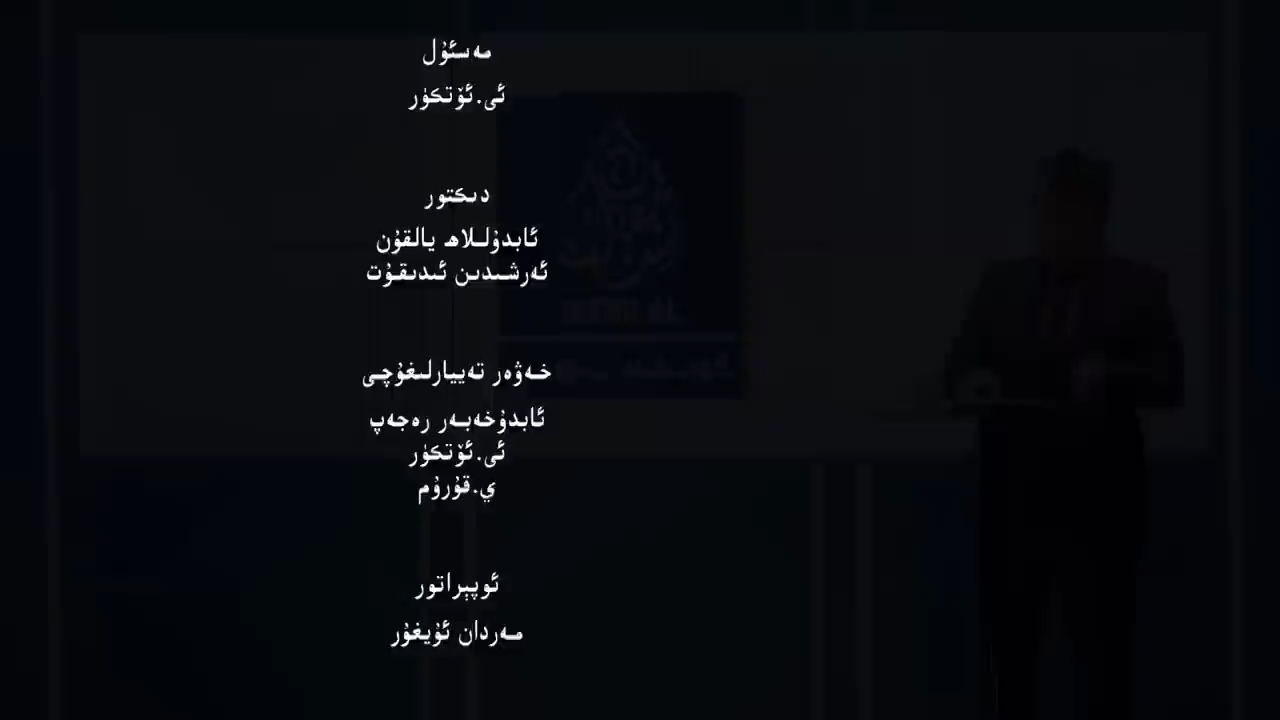 مەسئۇل
ئى.ئۆتكۈر
دىكتور
ئابدۇللاھ يالقۇن
ئەرشىدىن ئىدىقۇت
خەۋەر تەييارلىغۇچى
ئابدۇخەبەر رەجەپ
ئى.ئۆتكۈر
ي.قۇرۇم
ئوپېراتور
مەردان ئۇيغۇر